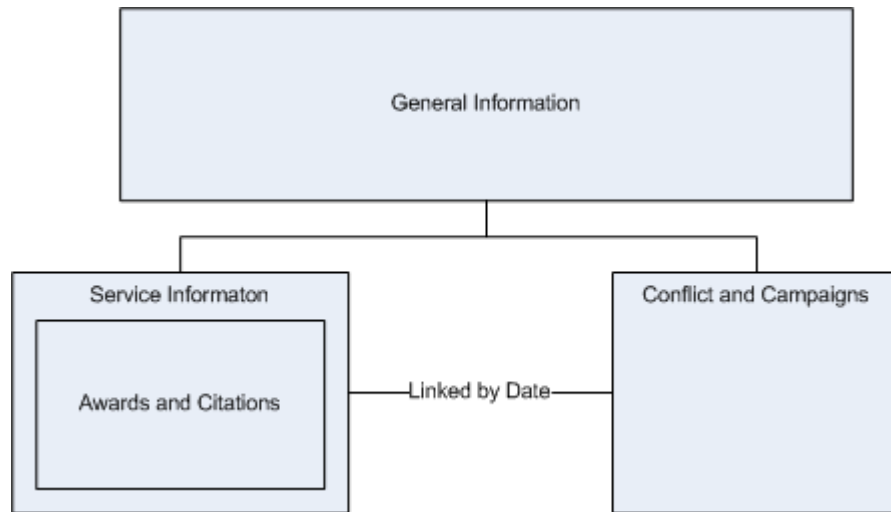 General Information
Service Informaton
Conflict and Campaigns
Awards and Citations
Linked by Date